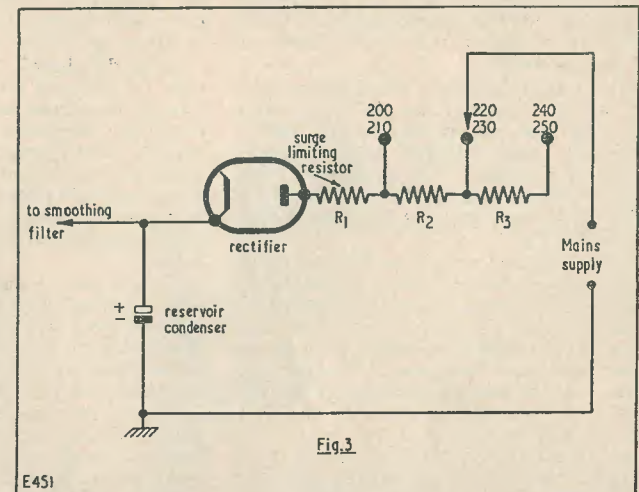 200
210
220
230
240
250
surge
limiting
resistor
R1
R2
R3
to smoothing
filter
rectifier
Mains
supply
+
−
reservoir
condenser
Fig.3
E451